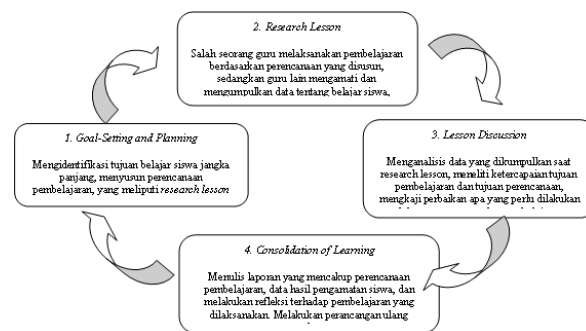 2. Research Lesson
Salah seorang guru melaksanakan pembelajaran
berdasarkan perencanaan yang disusun,
sedangkan guru lain mengamati dan
mengumpulkan data tentang belajar siswa,
1. Goal-Setting and Planning
Mengidentifikasi tujuan belajar siswa jangka
panjang, menyusun perencanaan
pembelajaran, yang meliputi research lesson
3. Lesson Discussion
Menganalisis data yang dikumpulkan saat
research lesson, meneliti ketercapaian tujuan
pembelajaran dan tujuan perencanaan,
mengkaji perbaikan apa yang perlu dilakukan
4. Consolidation of Learning
Menulis laporan yang mencakup perencanaan
pembelajaran, data hasil pengamatan siswa, dan
melakukan refleksi terhadap pembelajaran yang
dilaksanakan. Melakukan perancangan ulang